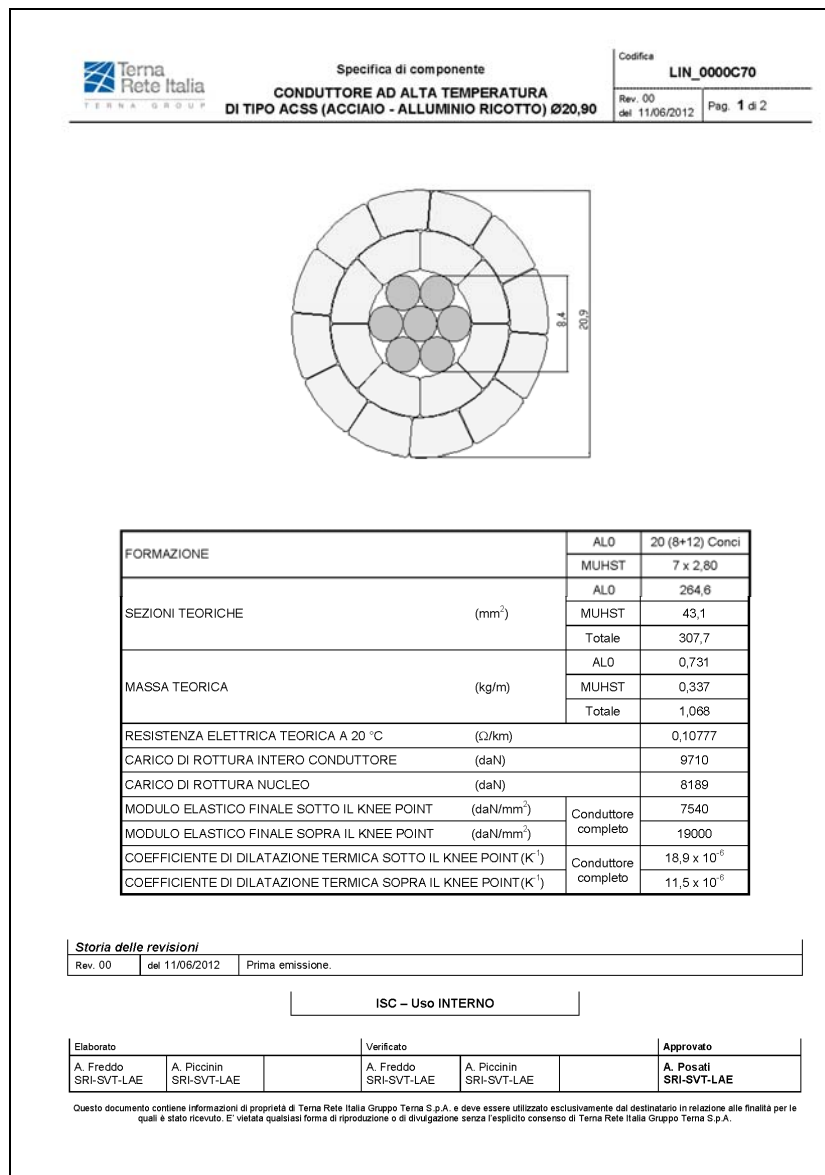 Terna
Rete Italia
TERNA GROUP
Specifica di componente
CONDUTTORE AD ALTA TEMPERATURA
DI TIPO ACSS (ACCIAIO - ALLUMINIO RICOTTO) Ø20,90
Codifica
LIN_0000C70
Rev. 00
del 11/06/2012
Pag. 1 di 2
8,4
20,9
FORMAZIONE AL0 20 (8+12) Conci
MUHST 7 x 2,80
SEZIONI TEORICHE (mm²) AL0 264,6
MUHST 43,1
Totale 307,7
MASSA TEORICA (kg/m) AL0 0,731
MUHST 0,337
Totale 1,068
RESISTENZA ELETTRICA TEORICA A 20 °C (Ω/km) 0,10777
CARICO DI ROTTURA INTERO CONDUTTORE (daN) 9710
CARICO DI ROTTURA NUCLEO (daN) 8189
MODULO ELASTICO FINALE SOTTO IL KNEE POINT (daN/mm²) Conduttore completo 7540
MODULO ELASTICO FINALE SOPRA IL KNEE POINT (daN/mm²) 19000
COEFFICIENTE DI DILATAZIONE TERMICA SOTTO IL KNEE POINT (K⁻¹) Conduttore completo 18,9 x 10⁻⁶
COEFFICIENTE DI DILATAZIONE TERMICA SOPRA IL KNEE POINT (K⁻¹) 11,5 x 10⁻⁶
Storia delle revisioni
Rev. 00 del 11/06/2012 Prima emissione.
ISC – Uso INTERNO
Elaborato Verificato Approvato
A. Freddo A. Piccinin A. Freddo A. Piccinin A. Posati
SRI-SVT-LAE SRI-SVT-LAE SRI-SVT-LAE SRI-SVT-LAE SRI-SVT-LAE
Questo documento contiene informazioni di proprietà di Terna Rete Italia Gruppo Terna S.p.A. e deve essere utilizzato esclusivamente dal destinatario in relazione alle finalità per le
quali è stato ricevuto. E' vietata qualsiasi forma di riproduzione o di divulgazione senza l'esplicito consenso di Terna Rete Italia Gruppo Terna S.p.A.